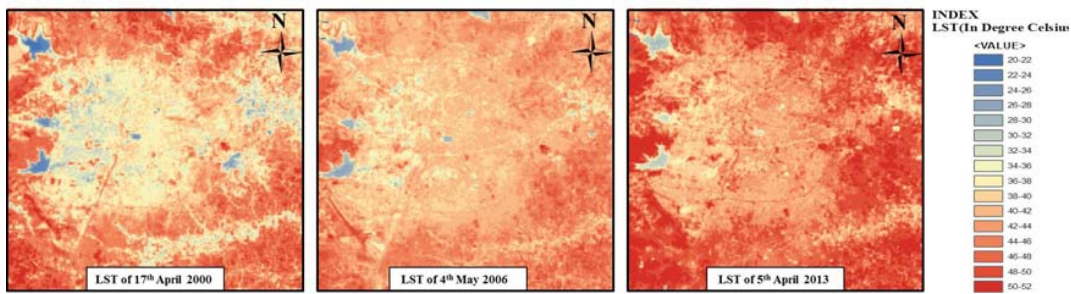 N
N
N
LST of 17th April 2000
LST of 4th May 2006
LST of 5th April 2013
INDEX
LST(In Degree Celsius
<VALUE>
20-22
22-24
24-26
26-28
28-30
30-32
32-34
34-36
36-38
38-40
40-42
42-44
44-46
46-48
48-50
50-52